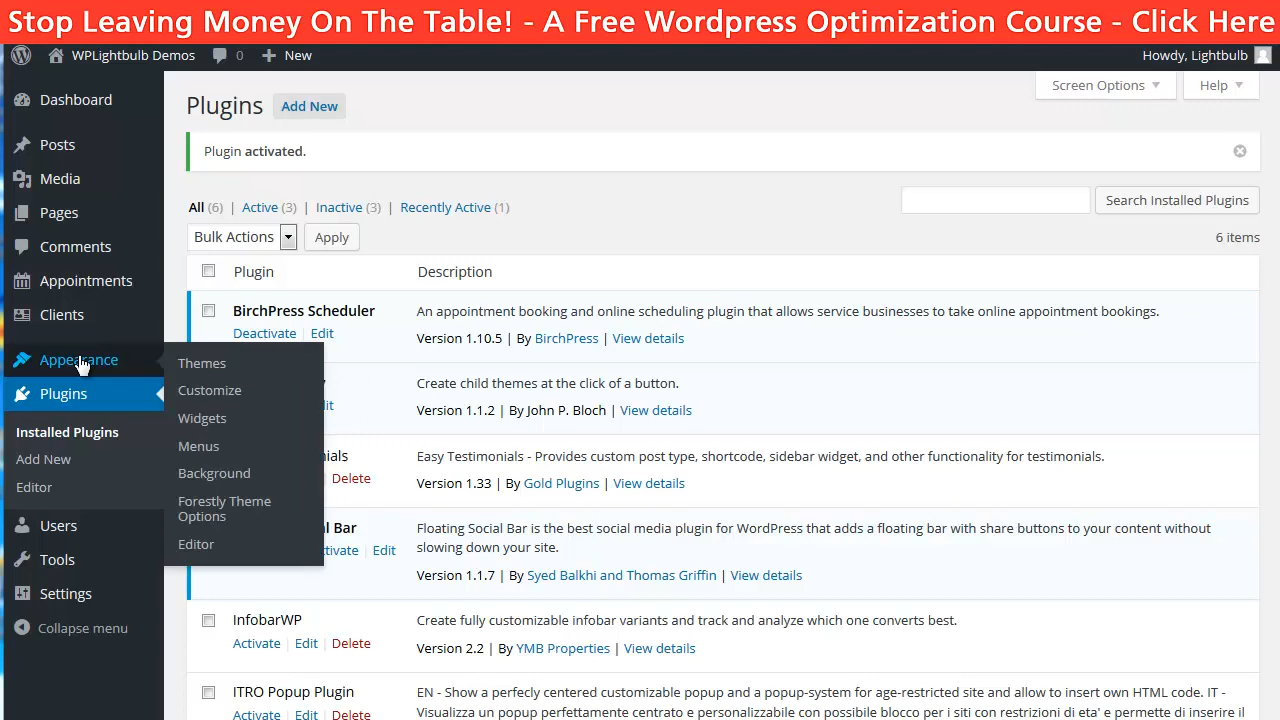 Stop Leaving Money On The Table! - A Free Wordpress Optimization Course - Click Here
WPLightbulb Demos 0 New Howdy, Lightbulb
Dashboard
Posts
Media
Pages
Comments
Appointments
Clients
Appearance
Plugins
Installed Plugins
Add New
Editor
Users
Tools
Settings
Collapse menu
Themes
Customize
Widgets
Menus
Background
Forestly Theme
Options
Editor
Screen Options Help
Plugins Add New
Plugin activated.
All (6) | Active (3) | Inactive (3) | Recently Active (1)
Search Installed Plugins
Bulk Actions Apply 6 items
Plugin Description
BirchPress Scheduler An appointment booking and online scheduling plugin that allows service businesses to take online appointment bookings.
Deactivate | Edit Version 1.10.5 | By BirchPress | View details
Create child themes at the click of a button.
Version 1.1.2 | By John P. Bloch | View details
Easy Testimonials - Provides custom post type, shortcode, sidebar widget, and other functionality for testimonials.
Delete Version 1.33 | By Gold Plugins | View details
l Bar Floating Social Bar is the best social media plugin for WordPress that adds a floating bar with share buttons to your content without
slowing down your site.
Edit
Version 1.1.7 | By Syed Balkhi and Thomas Griffin | View details
InfobarWP Create fully customizable infobar variants and track and analyze which one converts best.
Activate | Edit | Delete Version 2.2 | By YMB Properties | View details
ITRO Popup Plugin EN - Show a perfecly centered customizable popup and a popup-system for age-restricted site and allow to insert own HTML code. IT -
Activate | Edit | Delete Visualizza un popup perfettamente centrato e personalizzabile con possibile blocco per i siti con restrizioni di eta' e permette di inserire il